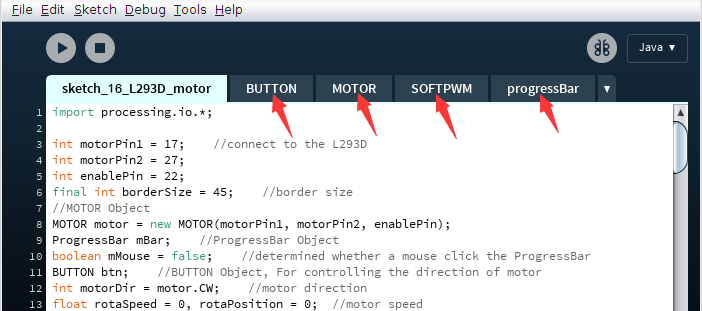 File Edit Sketch Debug Tools Help
Java ▼
sketch_16_L293D_motor BUTTON MOTOR SOFTPWM progressBar ▼
1 import processing.io.*;
2
3 int motorPin1 = 17;    //connect to the L293D
4 int motorPin2 = 27;
5 int enablePin = 22;
6 final int borderSize = 45;    //border size
7 //MOTOR Object
8 MOTOR motor = new MOTOR(motorPin1, motorPin2, enablePin);
9 ProgressBar mBar;    //ProgressBar Object
10 boolean mMouse = false;    //determined whether a mouse click the ProgressBar
11 BUTTON btn;    //BUTTON Object, For controlling the direction of motor
12 int motorDir = motor.CW;    //motor direction
13 float rotaSpeed = 0, rotaPosition = 0;  //motor speed